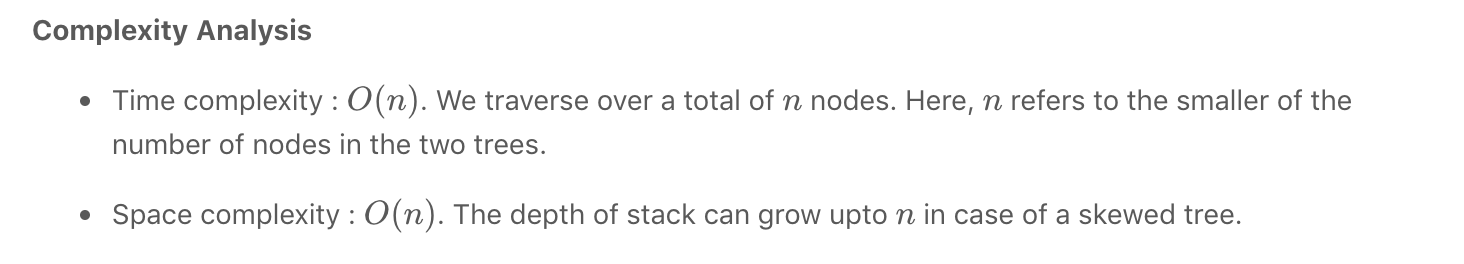 Complexity Analysis
• Time complexity : O(n). We traverse over a total of n nodes. Here, n refers to the smaller of the
number of nodes in the two trees.
• Space complexity : O(n). The depth of stack can grow upto n in case of a skewed tree.